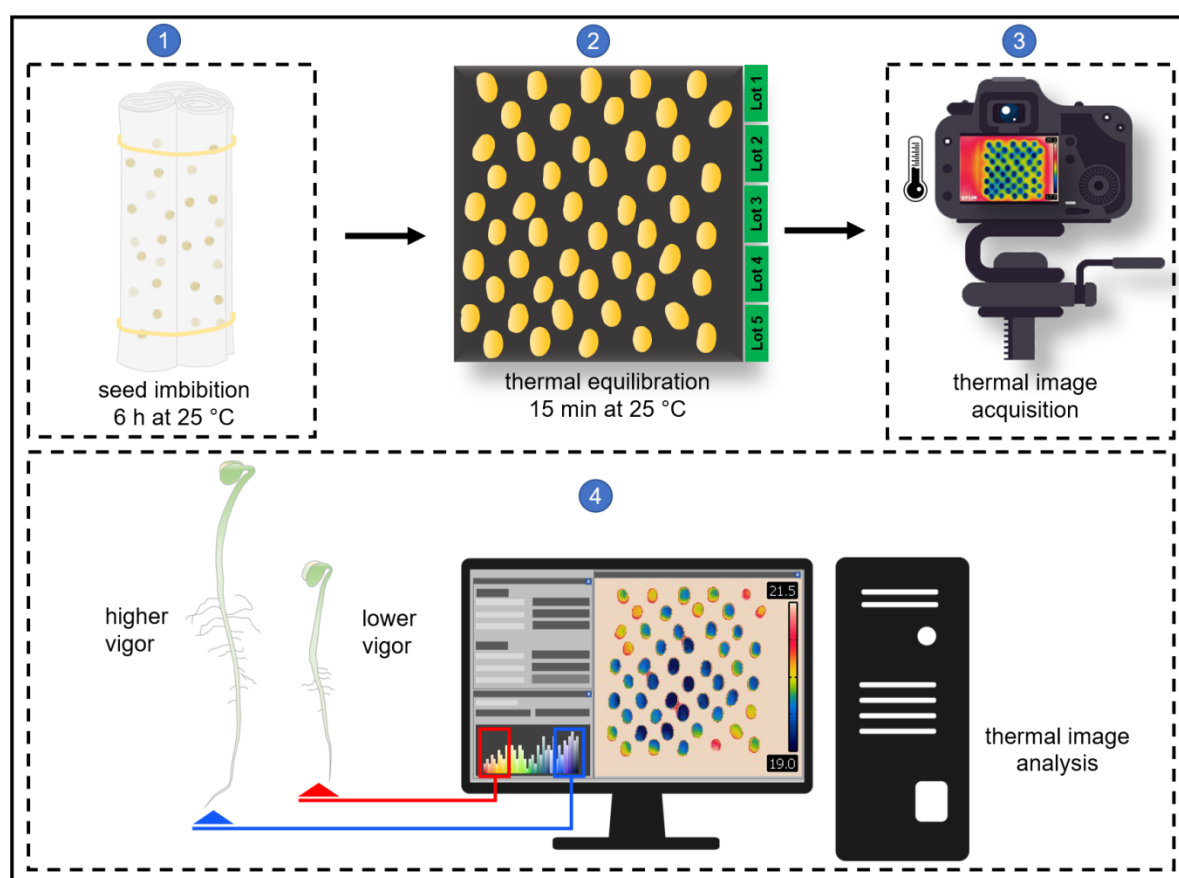 1
2
3
Lot 1
Lot 2
Lot 3
Lot 4
Lot 5
seed imbibition
6 h at 25 °C
thermal equilibration
15 min at 25 °C
thermal image
acquisition
4
higher
vigor
lower
vigor
21.5
19.0
thermal image
analysis